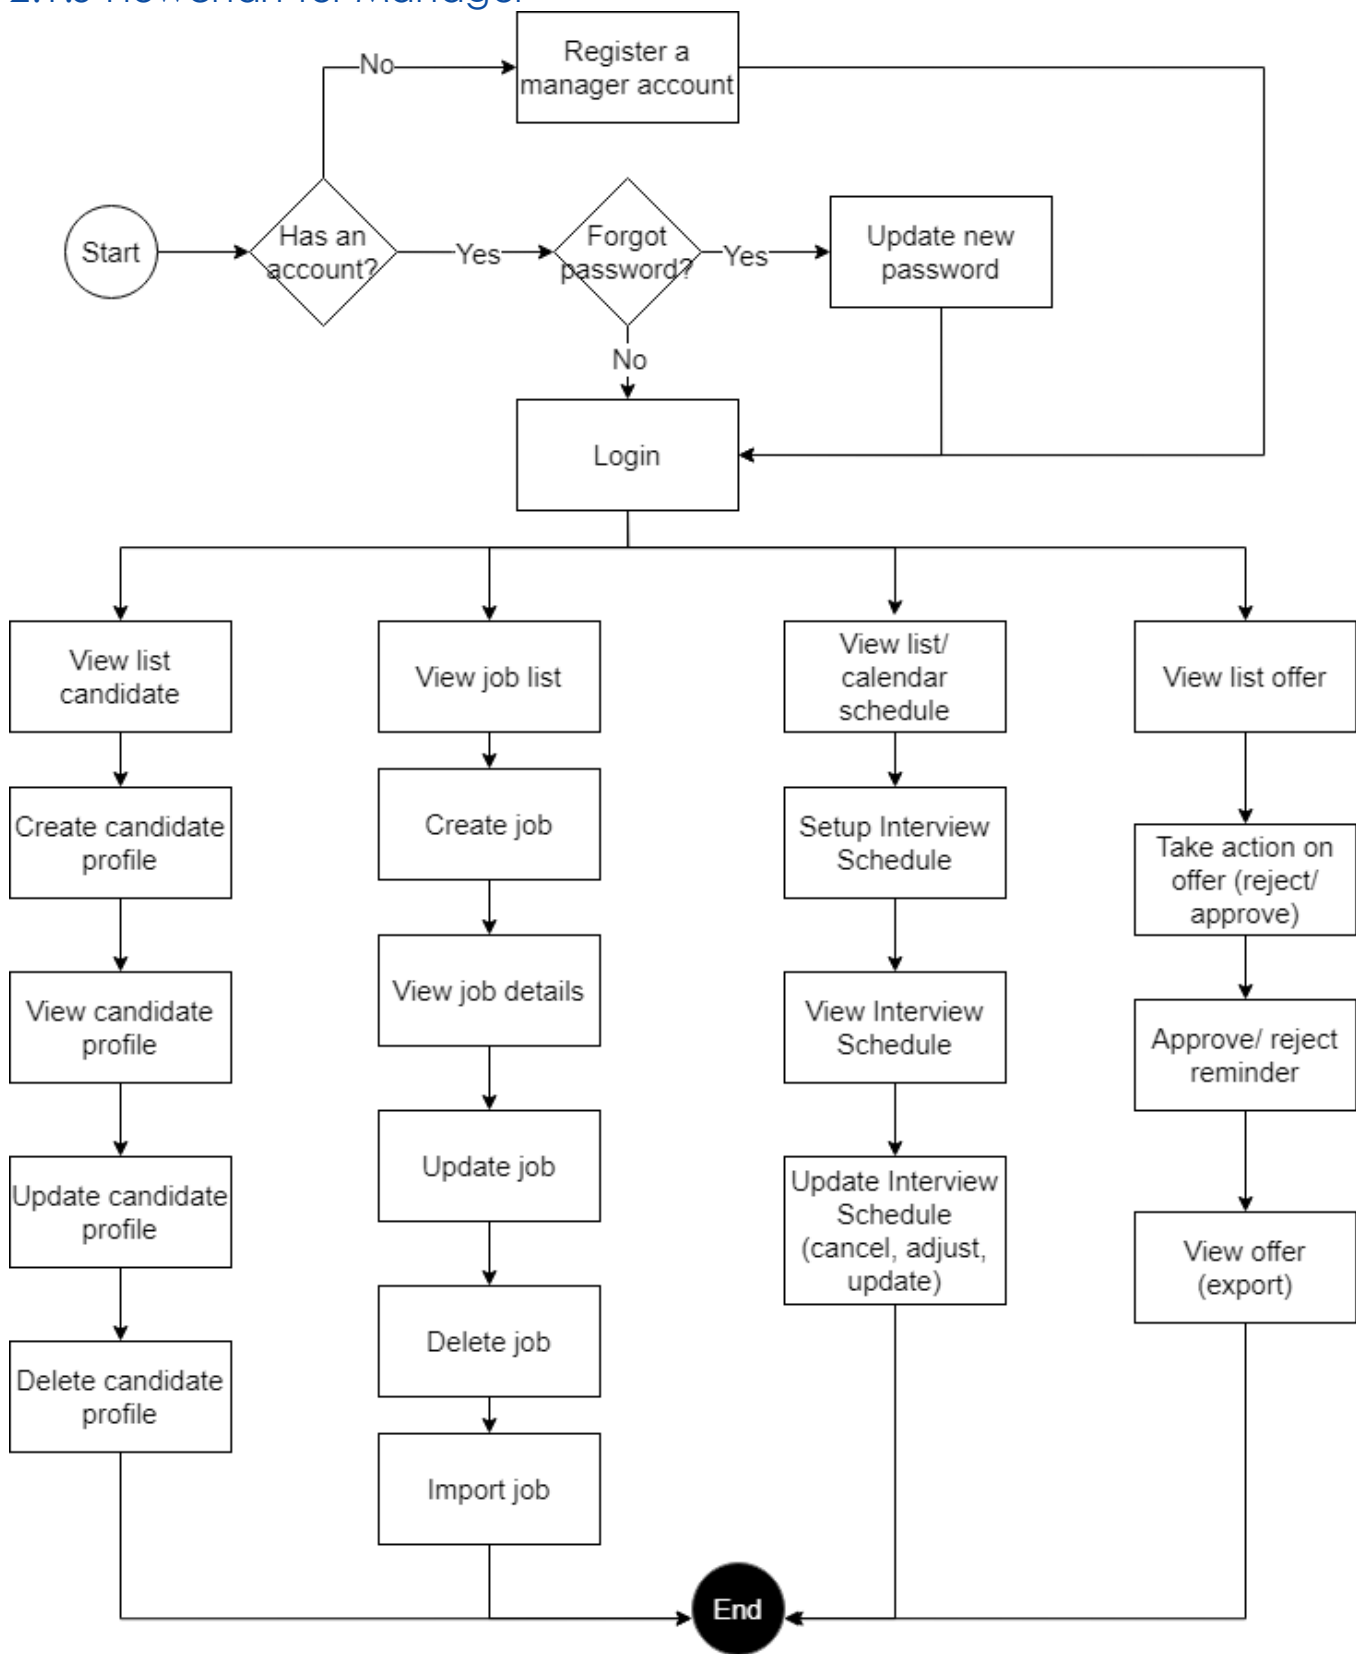 Manager
No
Register a
manager account
Start
Has an
account?
Yes
Forgot
password?
Yes
Update new
password
No
Login
View list
candidate
View job list
View list/
calendar
schedule
View list offer
Create candidate
profile
Create job
Setup Interview
Schedule
Take action on
offer (reject/
approve)
View candidate
profile
View job details
View Interview
Schedule
Approve/ reject
reminder
Update candidate
profile
Update job
Update Interview
Schedule
(cancel, adjust,
update)
View offer
(export)
Delete candidate
profile
Delete job
Import job
End